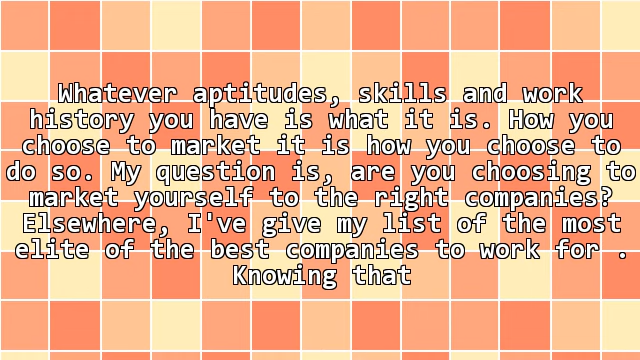 Whatever aptitudes, skills and work
history you have is what it is. How you
choose to market it is how you choose to
do so. My question is, are you choosing to
market yourself to the right companies?
Elsewhere, I've give my list of the most
elite of the best companies to work for .
Knowing that